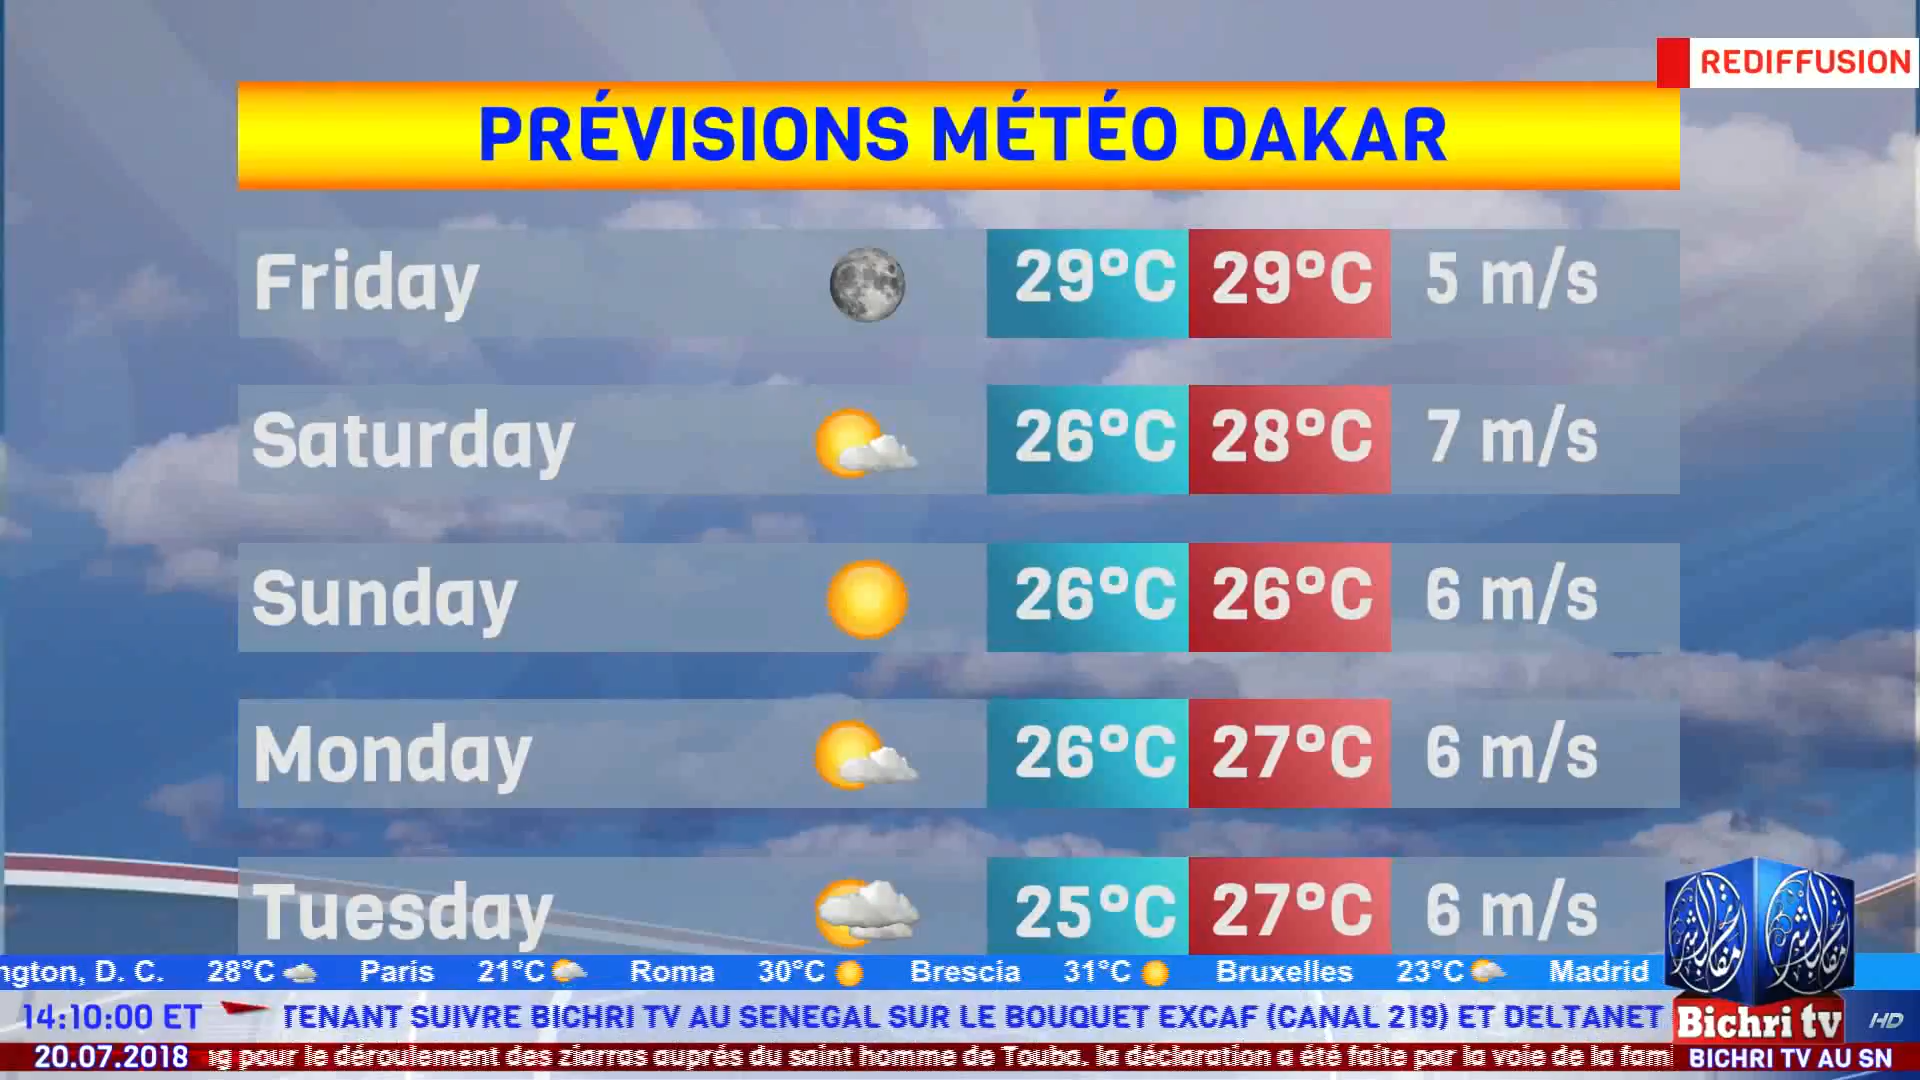 REDIFFUSION
PRÉVISIONS MÉTÉO DAKAR
Friday 29°C 29°C 5 m/s
Saturday 26°C 28°C 7 m/s
Sunday 26°C 26°C 6 m/s
Monday 26°C 27°C 6 m/s
Tuesday 25°C 27°C 6 m/s
ngton, D. C. 28°C Paris 21°C Roma 30°C Brescia 31°C Bruxelles 23°C Madrid
14:10:00 ET TENANT SUIVRE BICHRI TV AU SENEGAL SUR LE BOUQUET EXCAF (CANAL 219) ET DELTANET
Bichri tv HD
20.07.2018 g pour le déroulement des ziarras auprés du saint homme de Touba. la déclaration a été faite par la voie de la fami
BICHRI TV AU SN